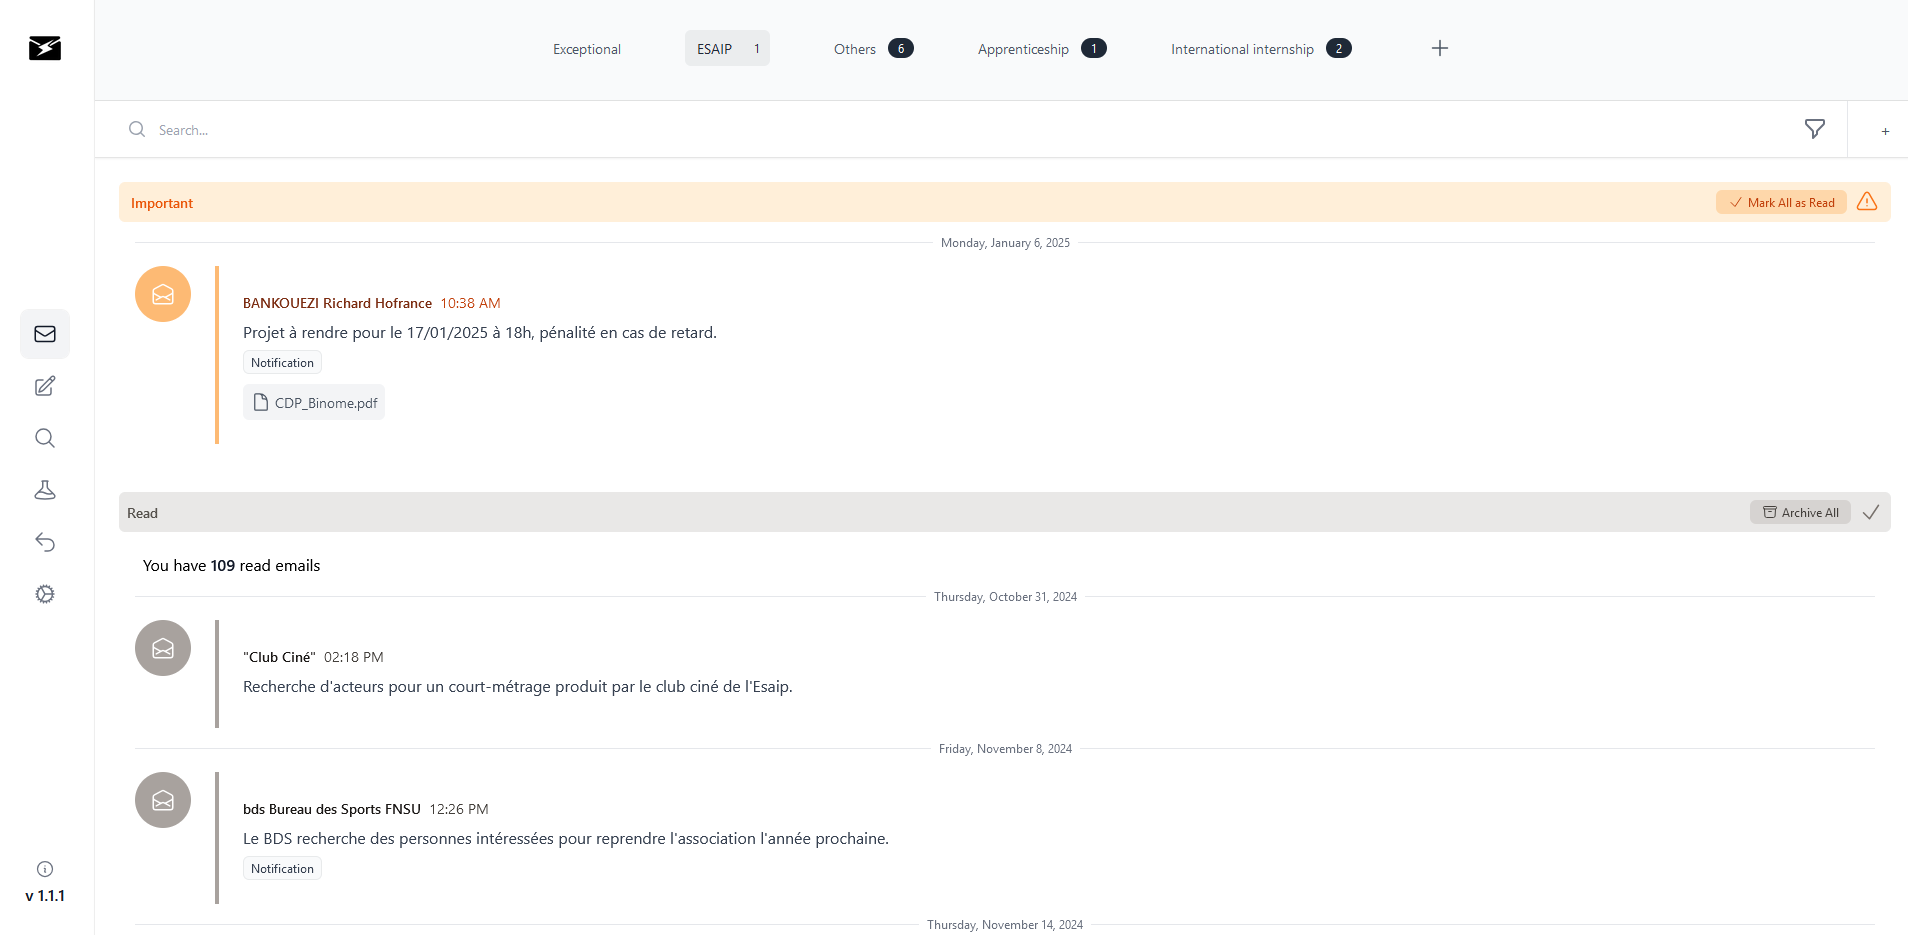 Exceptional
ESAIP 1
Others 6
Apprenticeship 1
International internship 2
Search...
+
Important
Mark All as Read
Monday, January 6, 2025
BANKOUEZI Richard Hofrance 10:38 AM
Projet à rendre pour le 17/01/2025 à 18h, pénalité en cas de retard.
Notification
CDP_Binome.pdf
Read
Archive All
You have 109 read emails
Thursday, October 31, 2024
"Club Ciné" 02:18 PM
Recherche d'acteurs pour un court-métrage produit par le club ciné de l'Esaip.
Friday, November 8, 2024
bds Bureau des Sports FNSU 12:26 PM
Le BDS recherche des personnes intéressées pour reprendre l'association l'année prochaine.
Notification
Thursday, November 14, 2024
v 1.1.1